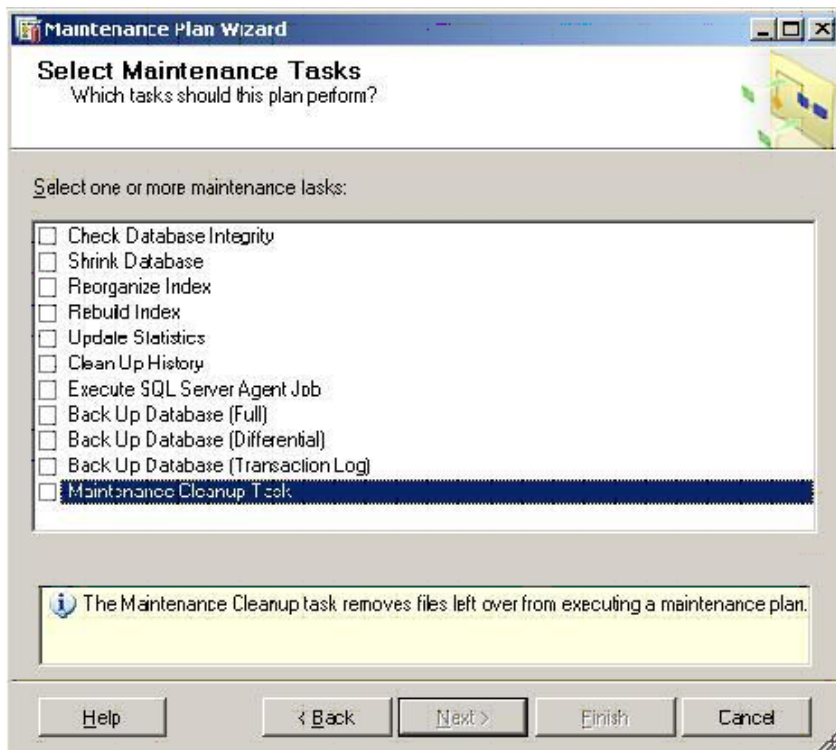 Maintenance Plan Wizard
Select Maintenance Tasks
Which tasks should this plan perform?
Select one or more maintenance tasks:
Check Database Integrity
Shrink Database
Reorganize Index
Rebuild Index
Update Statistics
Clean Up History
Execute SQL Server Agent Job
Back Up Database (Full)
Back Up Database (Differential)
Back Up Database (Transaction Log)
Maintenance Cleanup Task
The Maintenance Cleanup task removes files left over from executing a maintenance plan.
Help < Back Next > Finish Cancel